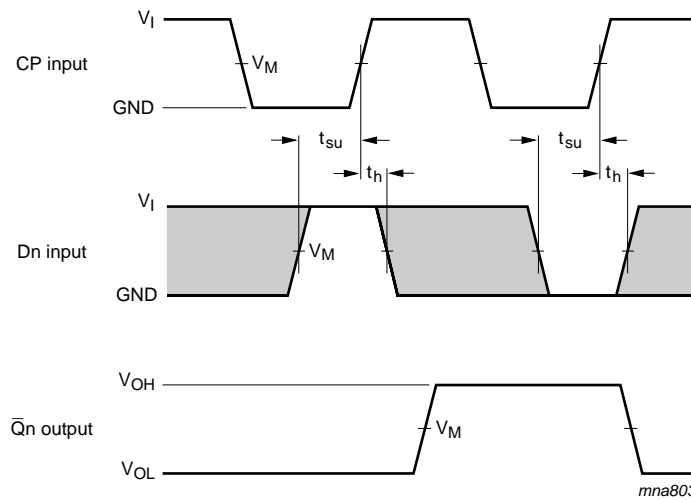 V_I
CP input
V_M
GND
t_su
t_su
t_h
t_h
V_I
Dn input
V_M
GND
V_OH
Q̅n output
V_M
V_OL
mna803